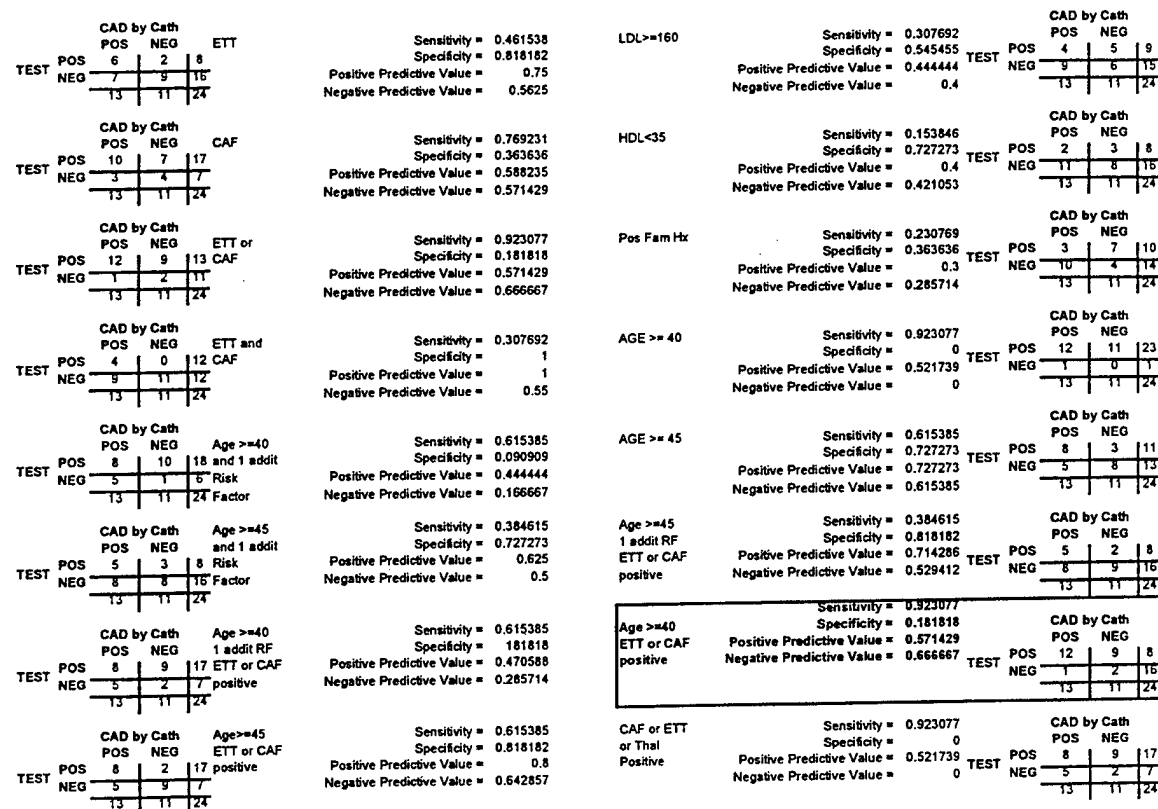 CAD by Cath
POS NEG ETT
TEST POS 6 2 8
NEG 7 9 16
13 11 24
Sensitivity = 0.461538
Specificity = 0.818182
Positive Predictive Value = 0.75
Negative Predictive Value = 0.5625
CAD by Cath
POS NEG CAF
TEST POS 10 7 17
NEG 3 4 7
13 11 24
Sensitivity = 0.769231
Specificity = 0.363636
Positive Predictive Value = 0.588235
Negative Predictive Value = 0.571429
CAD by Cath
POS NEG ETT or
TEST POS 12 9 13 CAF
NEG 1 2 11
13 11 24
Sensitivity = 0.923077
Specificity = 0.181818
Positive Predictive Value = 0.571429
Negative Predictive Value = 0.666667
CAD by Cath
POS NEG ETT and
TEST POS 4 0 12 CAF
NEG 9 11 12
13 11 24
Sensitivity = 0.307692
Specificity = 1
Positive Predictive Value = 1
Negative Predictive Value = 0.55
CAD by Cath
POS NEG Age >=40
TEST POS 8 10 18 and 1 addit
NEG 5 1 6 Risk
13 11 24 Factor
Sensitivity = 0.615385
Specificity = 0.090909
Positive Predictive Value = 0.444444
Negative Predictive Value = 0.166667
CAD by Cath Age >=45
POS NEG and 1 addit
TEST POS 5 3 8 Risk
NEG 8 8 16 Factor
13 11 24
Sensitivity = 0.384615
Specificity = 0.727273
Positive Predictive Value = 0.625
Negative Predictive Value = 0.5
CAD by Cath Age >=40
POS NEG 1 addit RF
TEST POS 8 9 17 ETT or CAF
NEG 5 2 7 positive
13 11 24
Sensitivity = 0.615385
Specificity = 181818
Positive Predictive Value = 0.470588
Negative Predictive Value = 0.285714
CAD by Cath Age>=45
POS NEG ETT or CAF
TEST POS 8 2 17 positive
NEG 5 9 7
13 11 24
Sensitivity = 0.615385
Specificity = 0.818182
Positive Predictive Value = 0.8
Negative Predictive Value = 0.642857
LDL>=160
Sensitivity = 0.307692
Specificity = 0.545455
Positive Predictive Value = 0.444444
Negative Predictive Value = 0.4
CAD by Cath
POS NEG
TEST POS 4 5 9
NEG 9 6 15
13 11 24
HDL<35
Sensitivity = 0.153846
Specificity = 0.727273
Positive Predictive Value = 0.4
Negative Predictive Value = 0.421053
CAD by Cath
POS NEG
TEST POS 2 3 8
NEG 11 8 16
13 11 24
Pos Fam Hx
Sensitivity = 0.230769
Specificity = 0.363636
Positive Predictive Value = 0.3
Negative Predictive Value = 0.285714
CAD by Cath
POS NEG
TEST POS 3 7 10
NEG 10 4 14
13 11 24
AGE >= 40
Sensitivity = 0.923077
Specificity = 0
Positive Predictive Value = 0.521739
Negative Predictive Value = 0
CAD by Cath
POS NEG
TEST POS 12 11 23
NEG 1 0 1
13 11 24
AGE >= 45
Sensitivity = 0.615385
Specificity = 0.727273
Positive Predictive Value = 0.727273
Negative Predictive Value = 0.615385
CAD by Cath
POS NEG
TEST POS 8 3 11
NEG 5 8 13
13 11 24
Age >=45
1 addit RF
ETT or CAF
positive
Sensitivity = 0.384615
Specificity = 0.818182
Positive Predictive Value = 0.714286
Negative Predictive Value = 0.529412
CAD by Cath
POS NEG
TEST POS 5 2 8
NEG 8 9 16
13 11 24
Age >=40
ETT or CAF
positive
Sensitivity = 0.923077
Specificity = 0.181818
Positive Predictive Value = 0.571429
Negative Predictive Value = 0.666667
CAD by Cath
POS NEG
TEST POS 12 9 8
NEG 1 2 16
13 11 24
CAF or ETT
or Thal
Positive
Sensitivity = 0.923077
Specificity = 0
Positive Predictive Value = 0.521739
Negative Predictive Value = 0
CAD by Cath
POS NEG
TEST POS 8 9 17
NEG 5 2 7
13 11 24